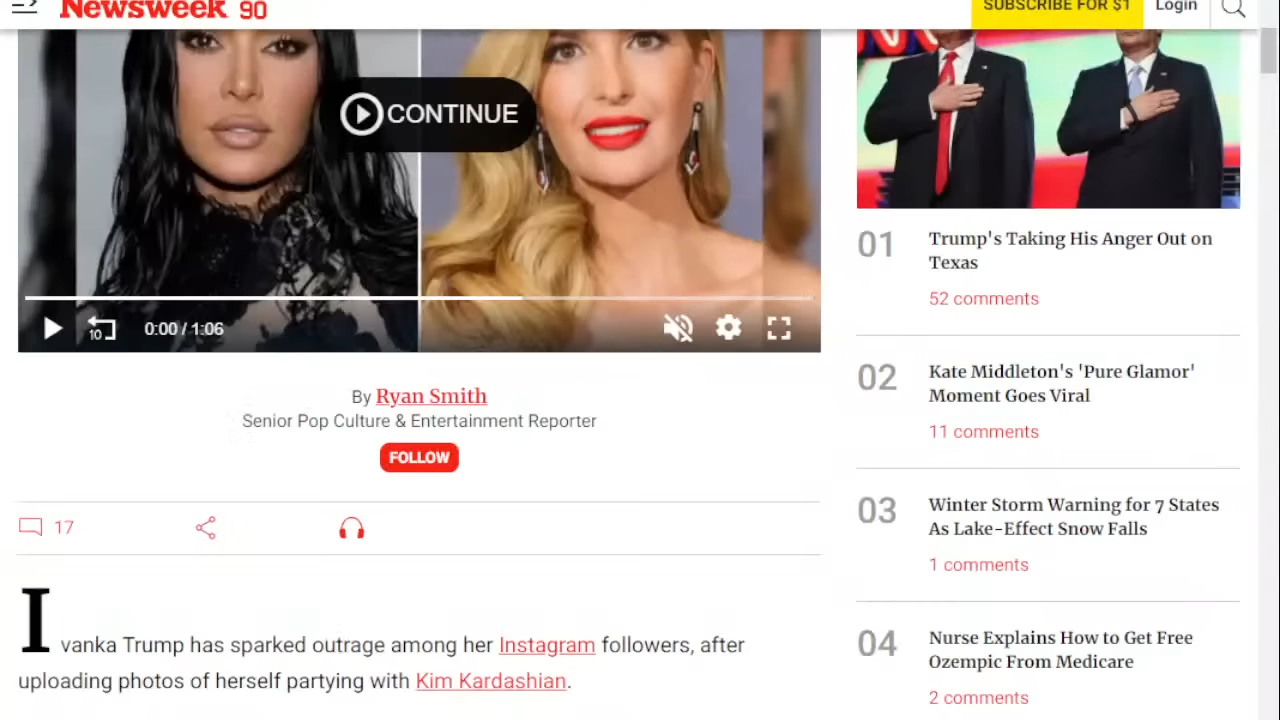 Newsweek 90
SUBSCRIBE FOR $1
Login
CONTINUE
10
0:00 / 1:06
By Ryan Smith
Senior Pop Culture & Entertainment Reporter
FOLLOW
17
Ivanka Trump has sparked outrage among her Instagram followers, after
uploading photos of herself partying with Kim Kardashian.
01
Trump's Taking His Anger Out on
Texas
52 comments
02
Kate Middleton's 'Pure Glamor'
Moment Goes Viral
11 comments
03
Winter Storm Warning for 7 States
As Lake-Effect Snow Falls
1 comments
04
Nurse Explains How to Get Free
Ozempic From Medicare
2 comments